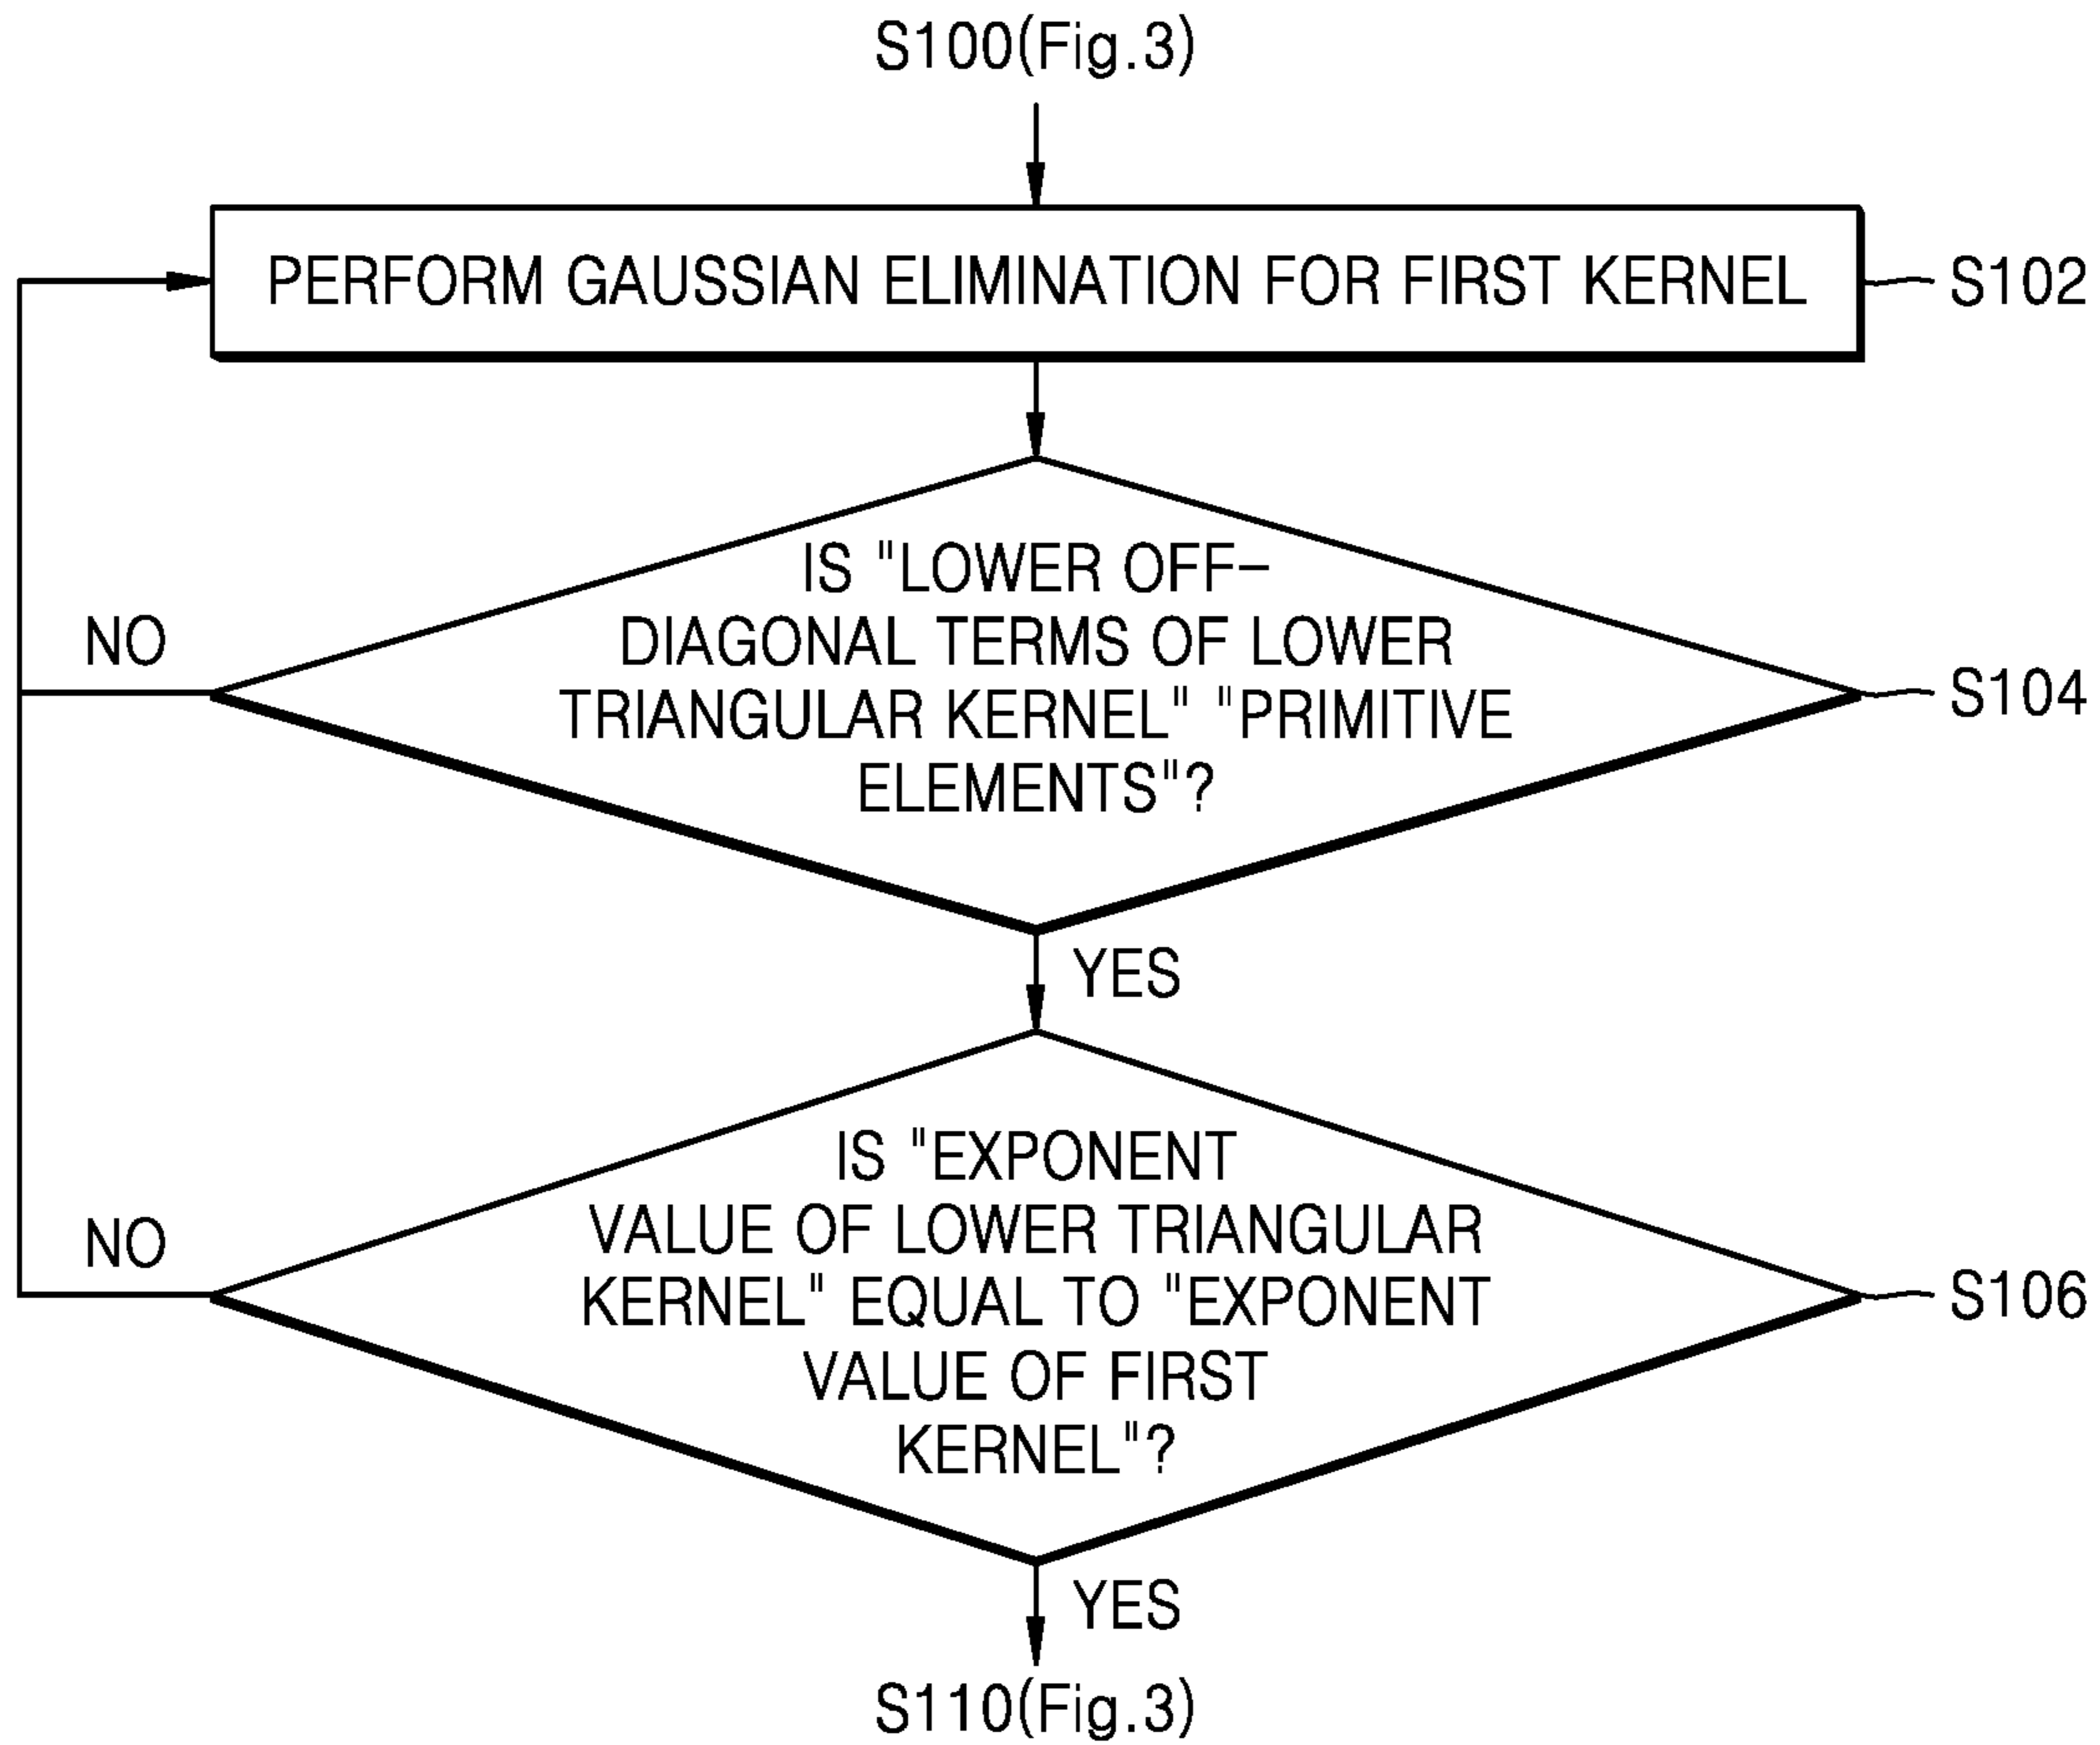 S100(Fig.3)
PERFORM GAUSSIAN ELIMINATION FOR FIRST KERNEL
S102
IS "LOWER OFF-
DIAGONAL TERMS OF LOWER
TRIANGULAR KERNEL" "PRIMITIVE
ELEMENTS"?
NO
S104
YES
IS "EXPONENT
VALUE OF LOWER TRIANGULAR
KERNEL" EQUAL TO "EXPONENT
VALUE OF FIRST
KERNEL"?
NO
S106
YES
S110(Fig.3)